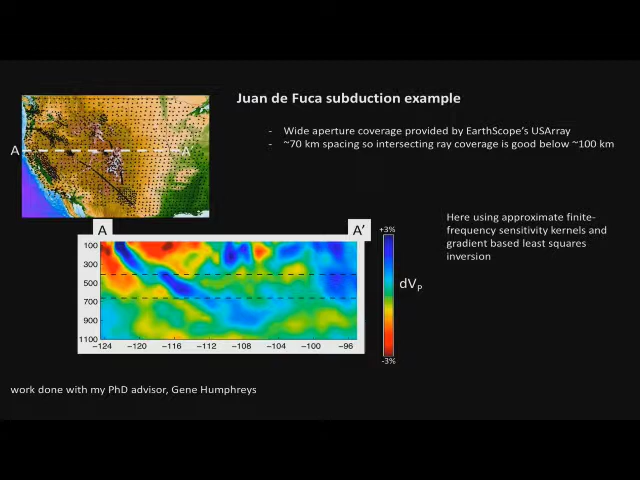 Juan de Fuca subduction example
- Wide aperture coverage provided by EarthScope's USArray
- ~70 km spacing so intersecting ray coverage is good below ~100 km
A A'
Here using approximate finite-
frequency sensitivity kernels and
gradient based least squares
inversion
A A'
+3%
100
300
500
700
900
1100
dVP
-3%
−124 −120 −116 −112 −108 −104 −100 −96
work done with my PhD advisor, Gene Humphreys